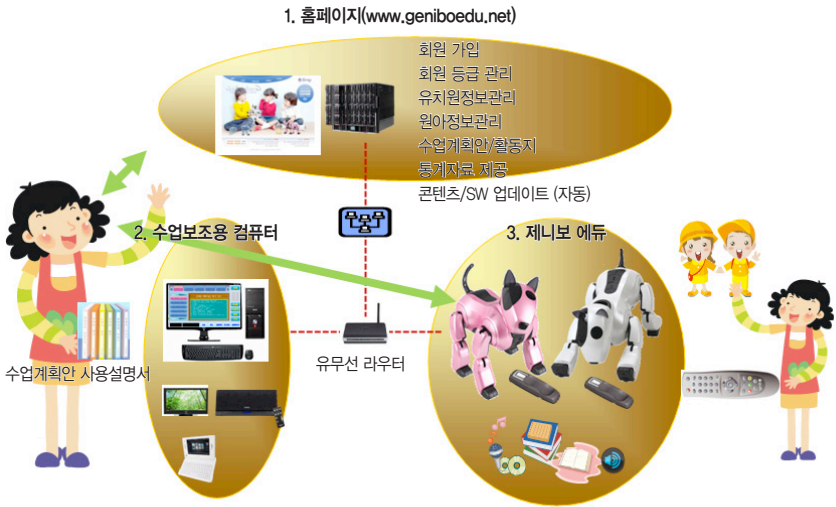 1. 홈페이지(www.geniboedu.net)
회원 가입
회원 등급 관리
유치원정보관리
원아정보관리
수업계획안/활동지
통계자료 제공
콘텐츠/SW 업데이트 (자동)
2. 수업보조용 컴퓨터
3. 제니보 에듀
유무선 라우터
수업계획안 사용설명서